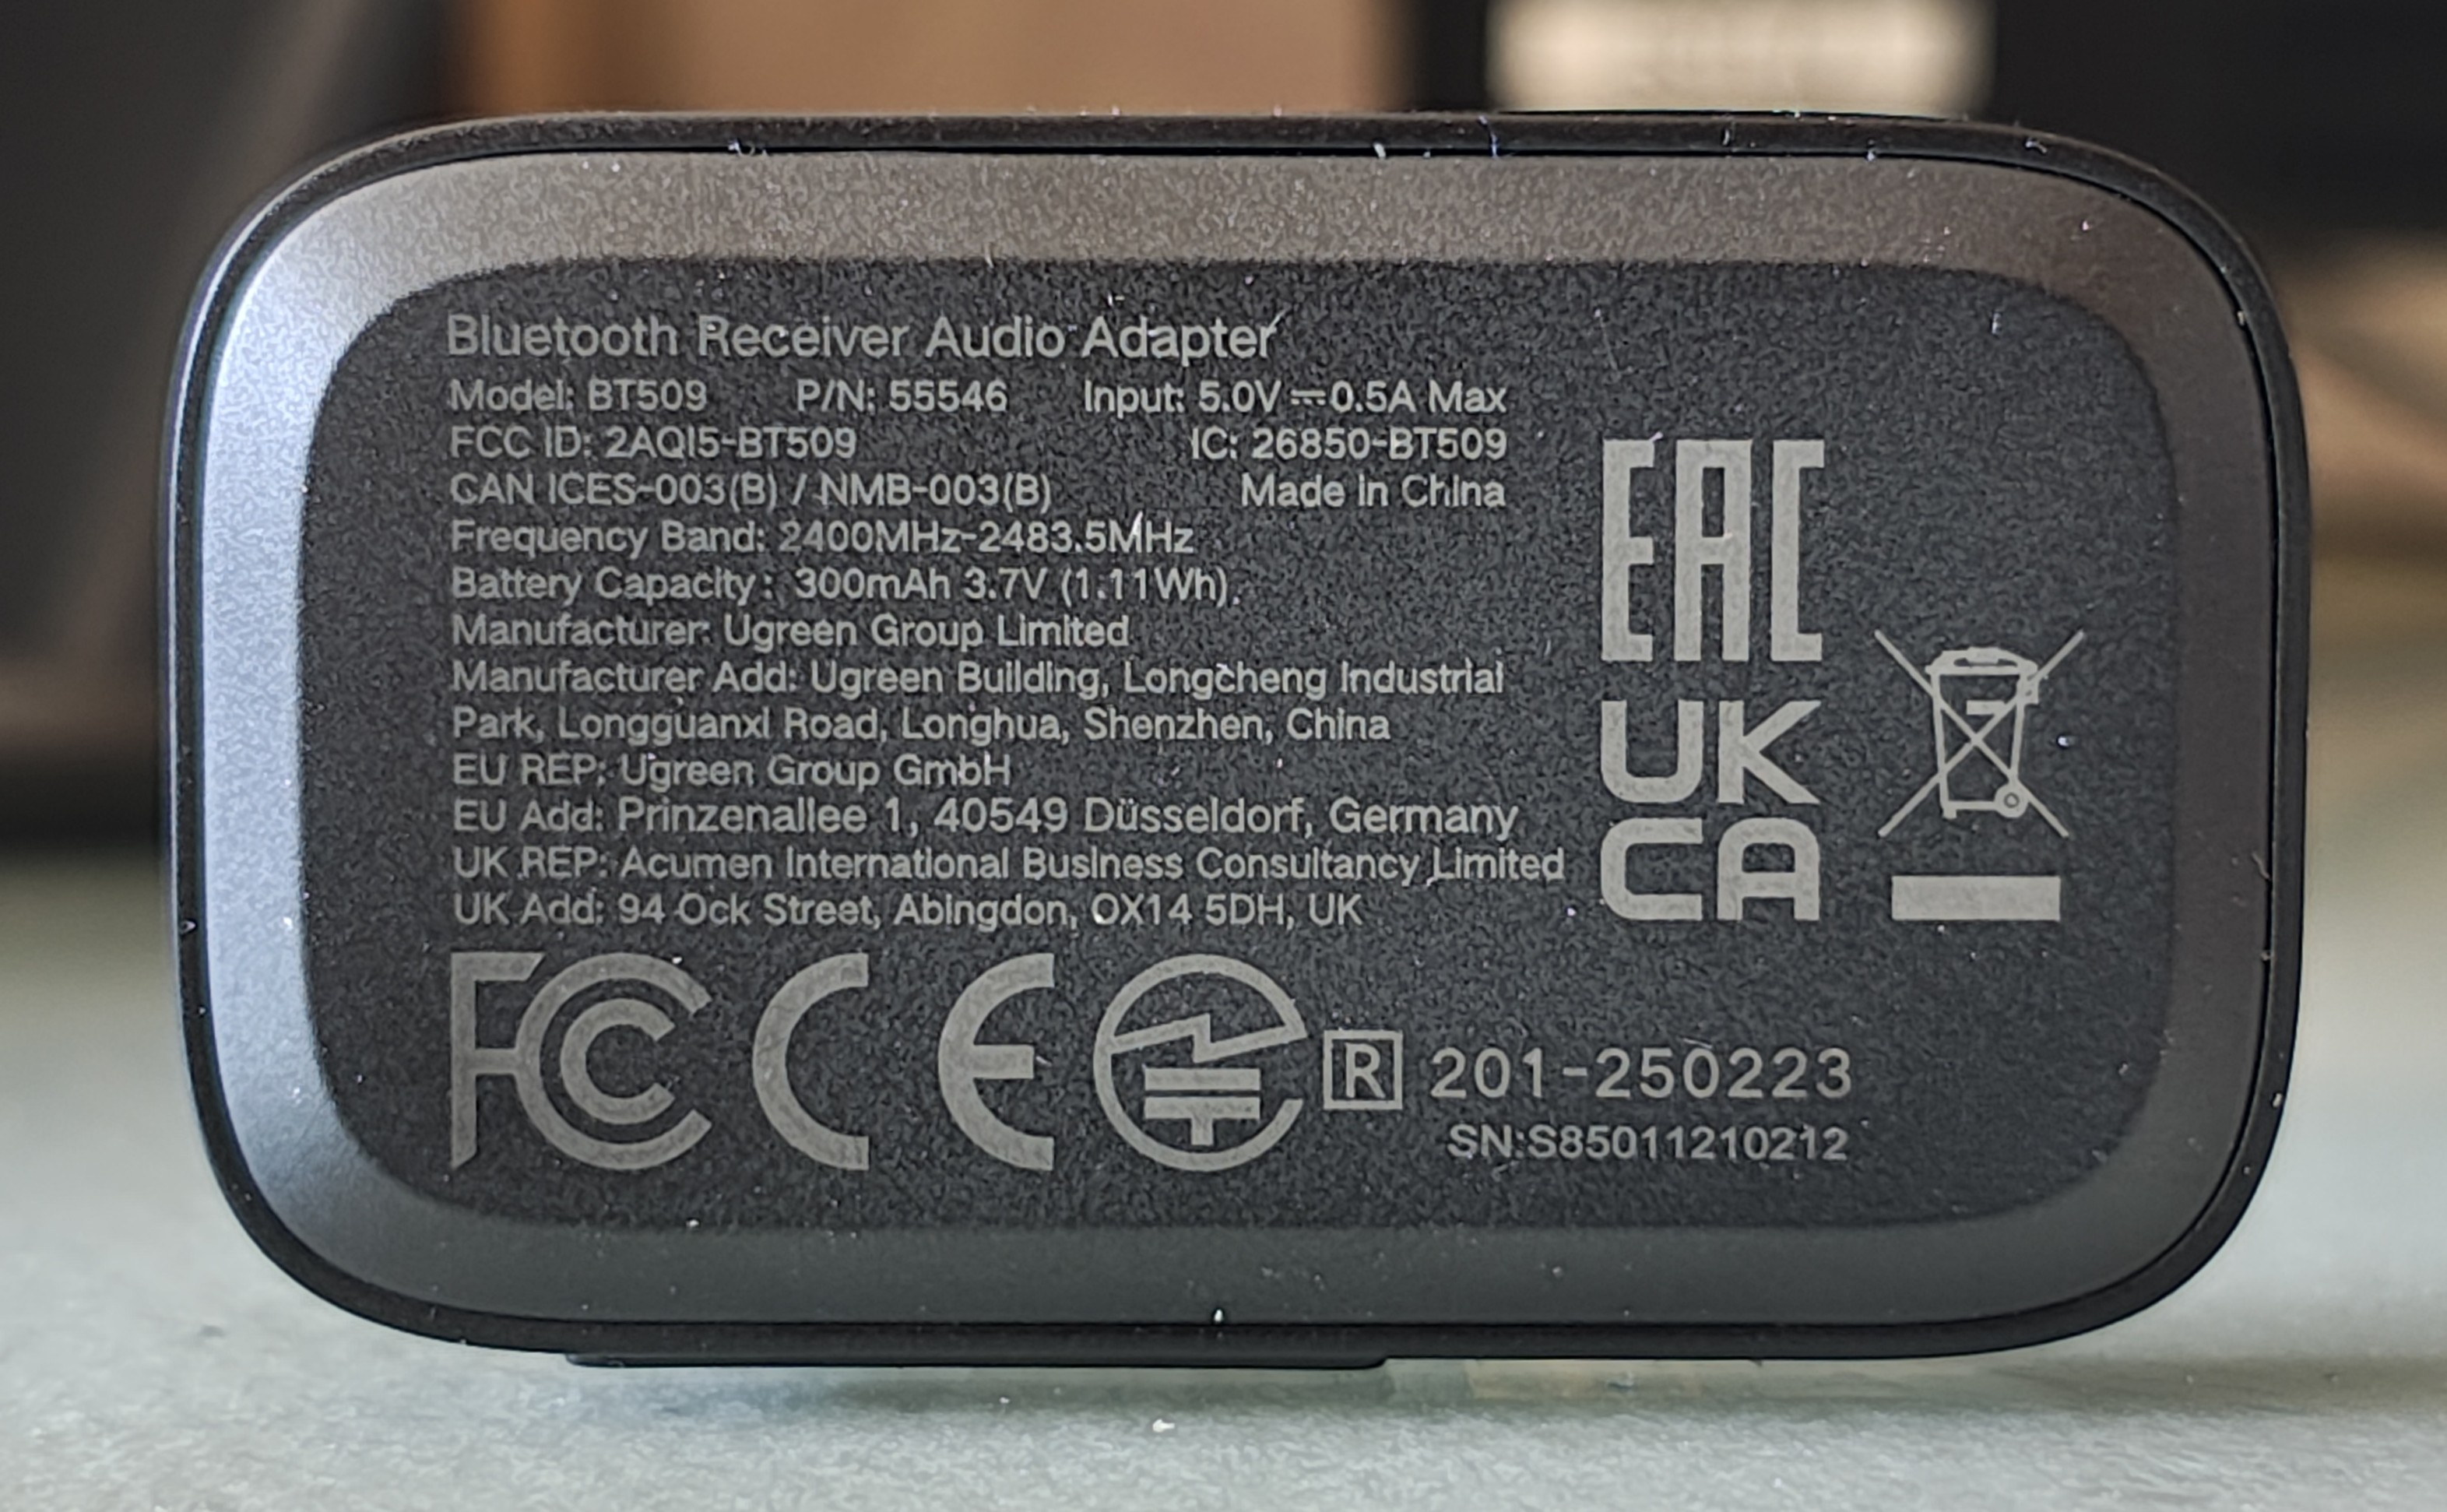 Bluetooth Receiver Audio Adapter
Model: BT509 P/N: 55546 Input: 5.0V⎓0.5A Max
FCC ID: 2AQI5-BT509 IC: 26850-BT509
CAN ICES-003(B) / NMB-003(B) Made in China
Frequency Band: 2400MHz-2483.5MHz
Battery Capacity: 300mAh 3.7V (1.11Wh).
Manufacturer: Ugreen Group Limited
Manufacturer Add: Ugreen Building, Longcheng Industrial
Park, Longguanxi Road, Longhua, Shenzhen, China
EU REP: Ugreen Group GmbH
EU Add: Prinzenallee 1, 40549 Düsseldorf, Germany
UK REP: Acumen International Business Consultancy Limited
UK Add: 94 Ock Street, Abingdon, OX14 5DH, UK
EAC
UK
CA
FCC CE R 201-250223
SN:S85011210212